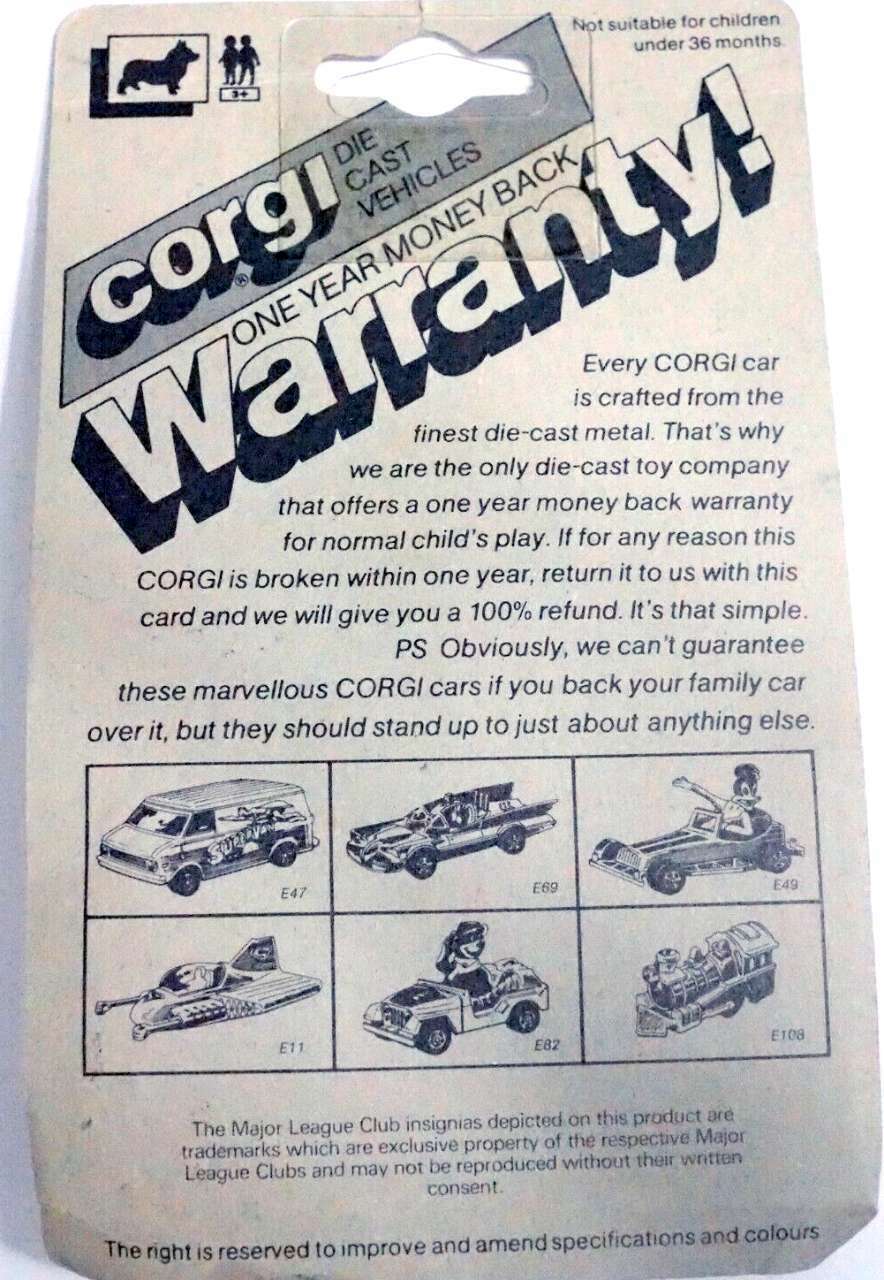 Not suitable for children
under 36 months.
3+
corgi®
DIE
CAST
VEHICLES
ONE YEAR MONEY BACK
Warranty!
Every CORGI car
is crafted from the
finest die-cast metal. That's why
we are the only die-cast toy company
that offers a one year money back warranty
for normal child's play. If for any reason this
CORGI is broken within one year, return it to us with this
card and we will give you a 100% refund. It's that simple.
PS Obviously, we can't guarantee
these marvellous CORGI cars if you back your family car
over it, but they should stand up to just about anything else.
E47
E69
E49
E11
E82
E108
The Major League Club insignias depicted on this product are
trademarks which are exclusive property of the respective Major
League Clubs and may not be reproduced without their written
consent.
The right is reserved to improve and amend specifications and colours